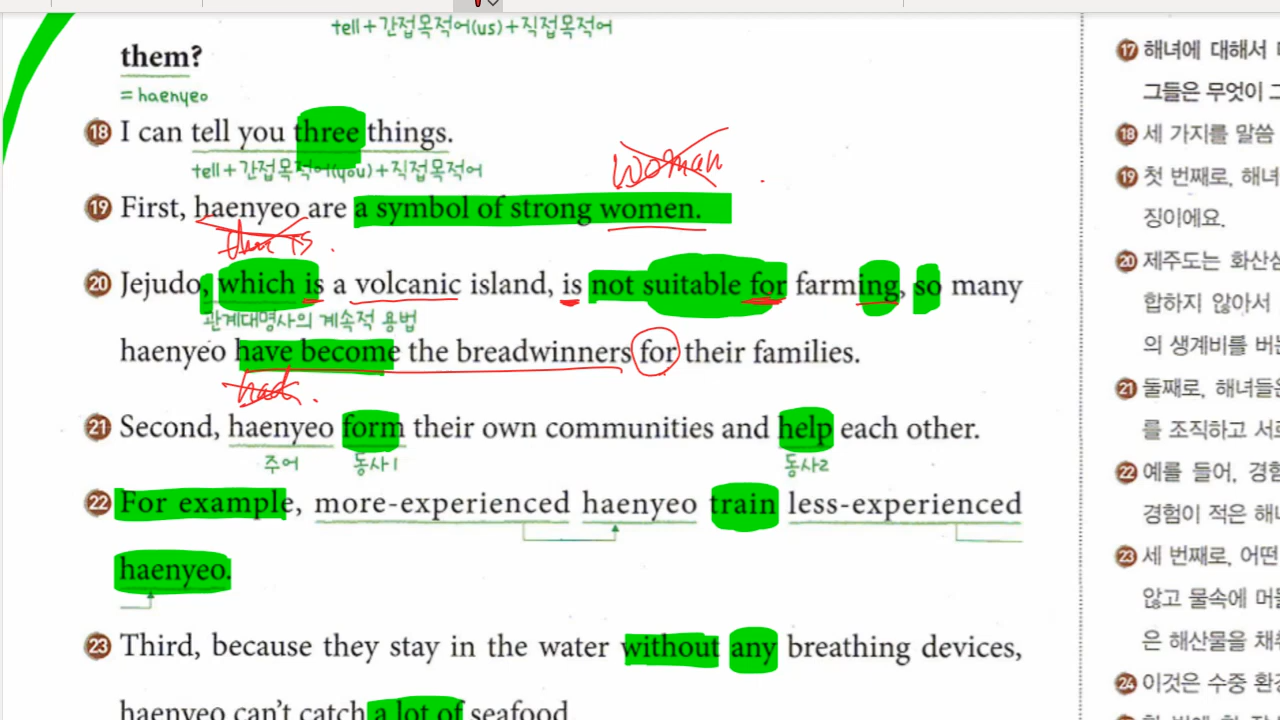 tell+간접목적어(us)+직접목적어
them?
= haenyeo
18 I can tell you three things.
tell+간접목적어(you)+직접목적어
woman
19 First, haenyeo are a symbol of strong women.
20 Jejudo, which is a volcanic island, is not suitable for farming, so many
관계대명사의 계속적 용법
haenyeo have become the breadwinners for their families.
had
21 Second, haenyeo form their own communities and help each other.
주어 동사1 동사2
22 For example, more-experienced haenyeo train less-experienced
haenyeo.
23 Third, because they stay in the water without any breathing devices,
haenyeo can't catch a lot of seafood.
17 해녀에 대해서
그들은 무엇이
18 세 가지를 말씀
19 첫 번째로, 해녀
징이에요.
20 제주도는 화산섬
합하지 않아서
의 생계비를 버는
21 둘째로, 해녀들은
를 조직하고 서로
22 예를 들어, 경험
경험이 적은 해녀
23 세 번째로, 어떤
않고 물속에 머물
은 해산물을 채취
24 이것은 수중 환경